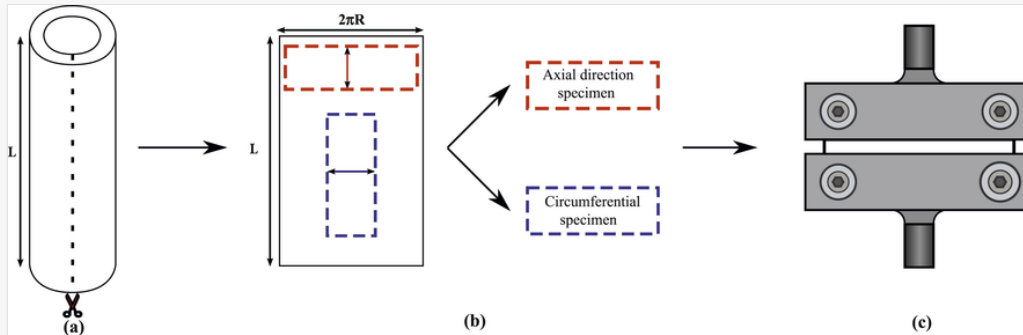 L
(a)
2πR
L
(b)
Axial direction
specimen
Circumferential
specimen
(c)